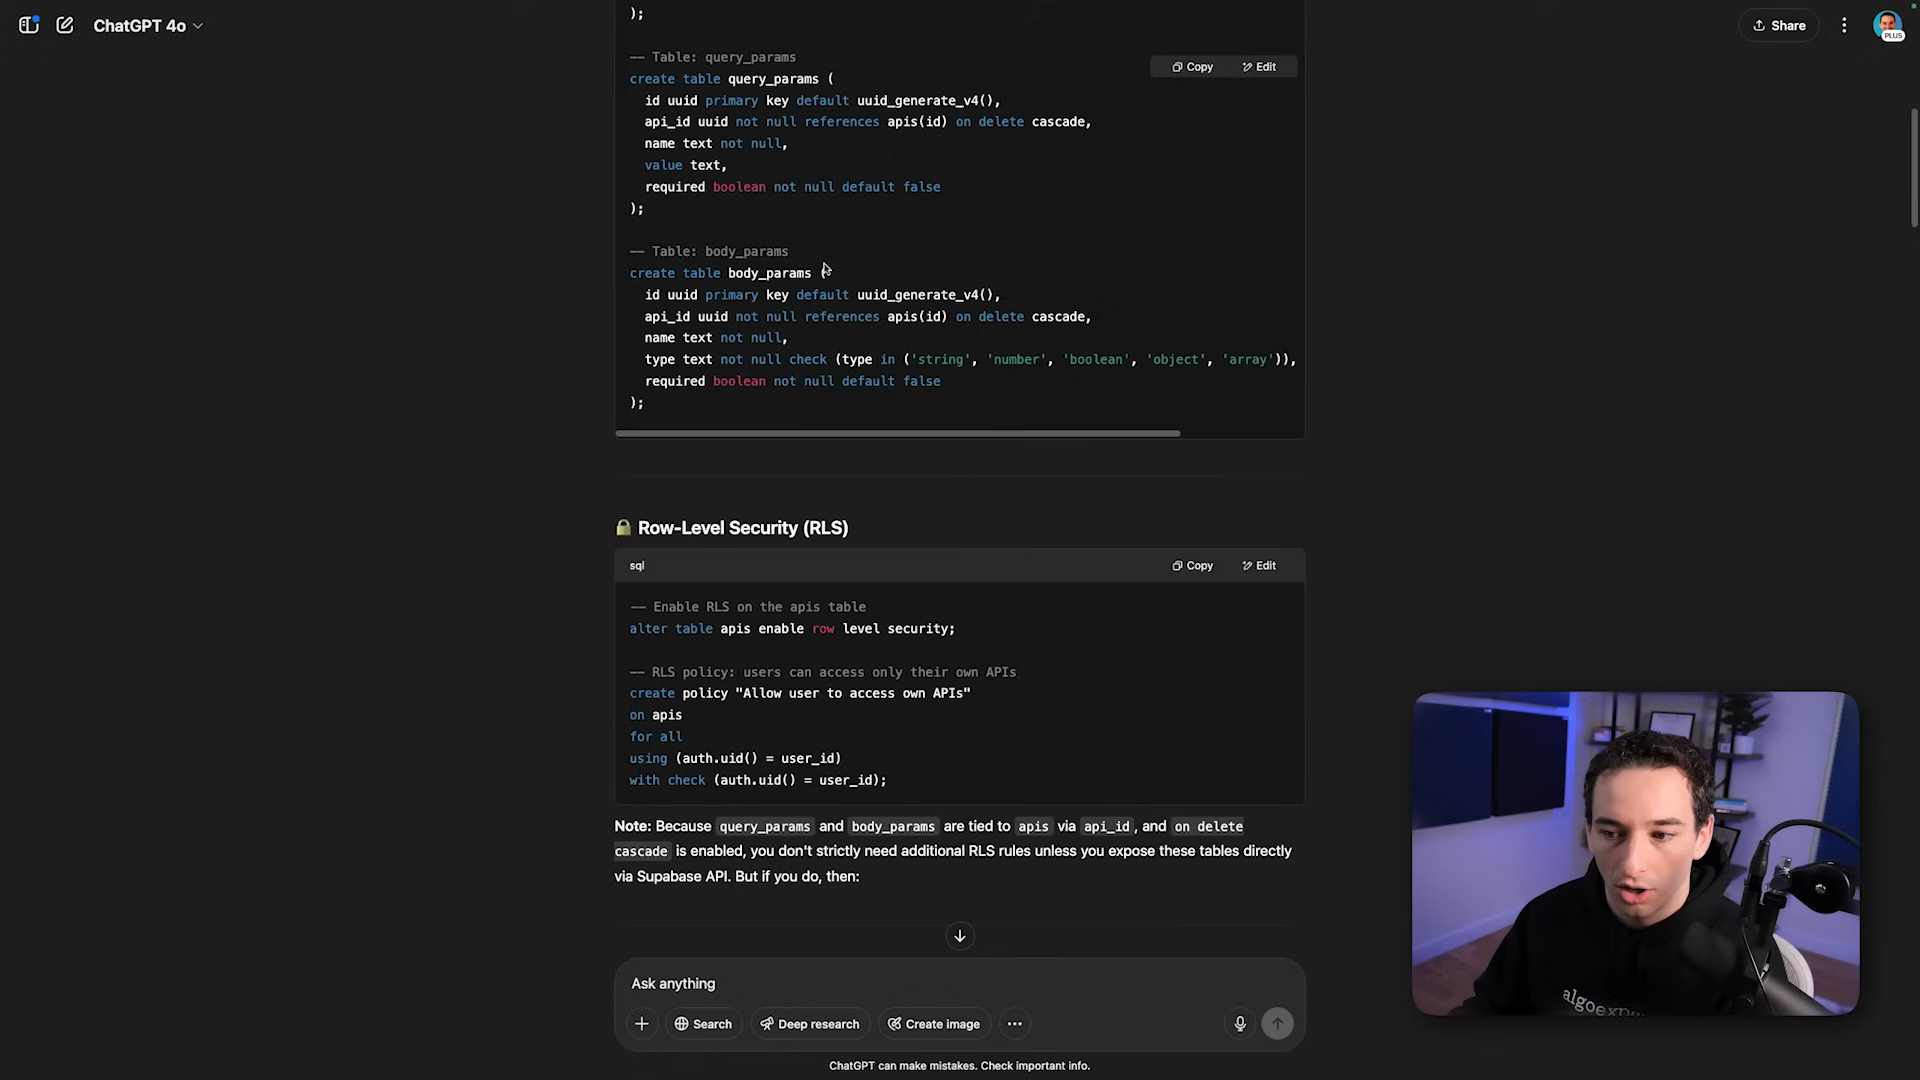 ChatGPT 4o
Share
PLUS
);
-- Table: query_params
Copy Edit
create table query_params (
id uuid primary key default uuid_generate_v4(),
api_id uuid not null references apis(id) on delete cascade,
name text not null,
value text,
required boolean not null default false
);
-- Table: body_params
create table body_params (
id uuid primary key default uuid_generate_v4(),
api_id uuid not null references apis(id) on delete cascade,
name text not null,
type text not null check (type in ('string', 'number', 'boolean', 'object', 'array')),
required boolean not null default false
);
🔒 Row-Level Security (RLS)
sql
Copy Edit
-- Enable RLS on the apis table
alter table apis enable row level security;
-- RLS policy: users can access only their own APIs
create policy "Allow user to access own APIs"
on apis
for all
using (auth.uid() = user_id)
with check (auth.uid() = user_id);
Note: Because query_params and body_params are tied to apis via api_id, and on delete
cascade is enabled, you don't strictly need additional RLS rules unless you expose these tables directly
via Supabase API. But if you do, then:
Ask anything
Search Deep research Create image
ChatGPT can make mistakes. Check important info.